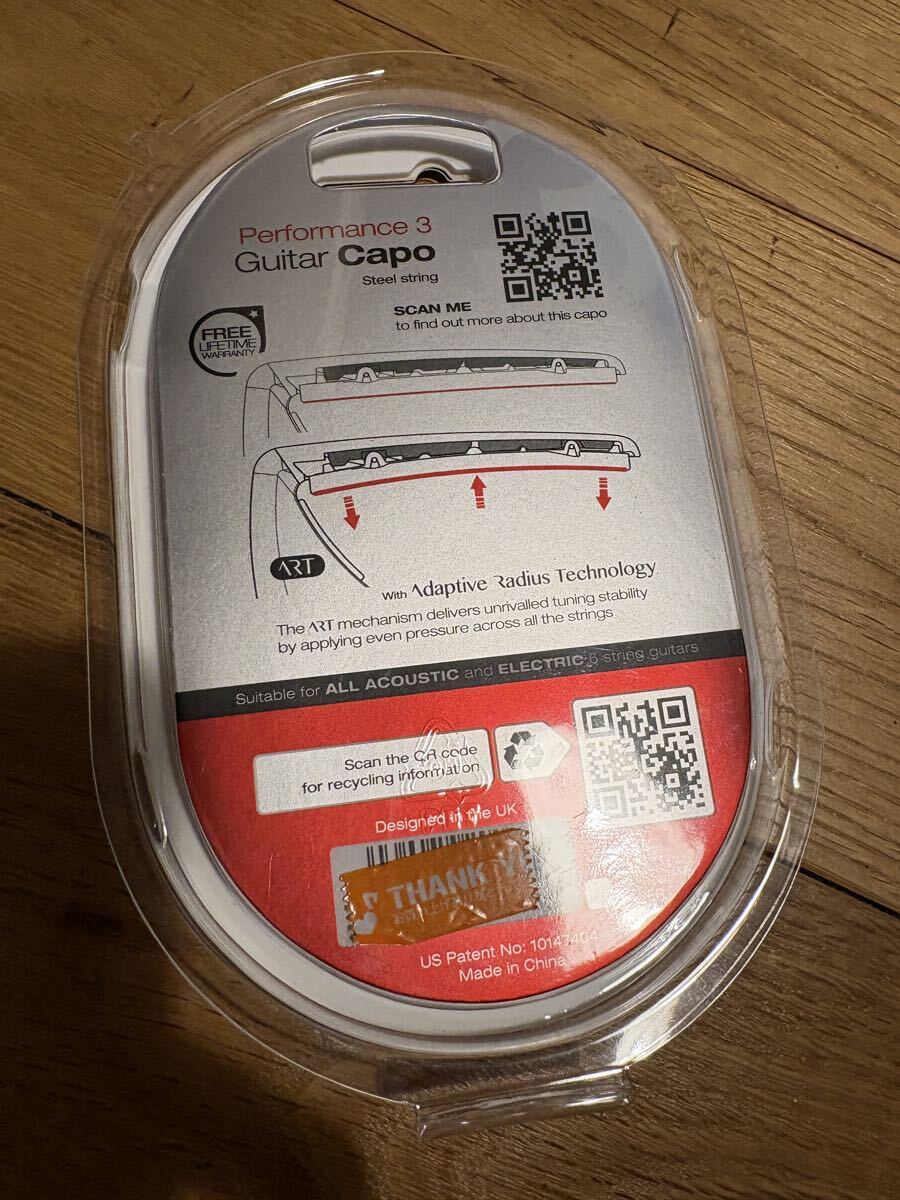 Performance 3
Guitar Capo
Steel string
SCAN ME
to find out more about this capo
FREE
LIFETIME
WARRANTY
ART
With Adaptive Radius Technology
The ART mechanism delivers unrivalled tuning stability
by applying even pressure across all the strings
Suitable for ALL ACOUSTIC and ELECTRIC 6 string guitars
Scan the QR code
for recycling information
Designed in the UK
THANK
US Patent No: 10147404
Made in China